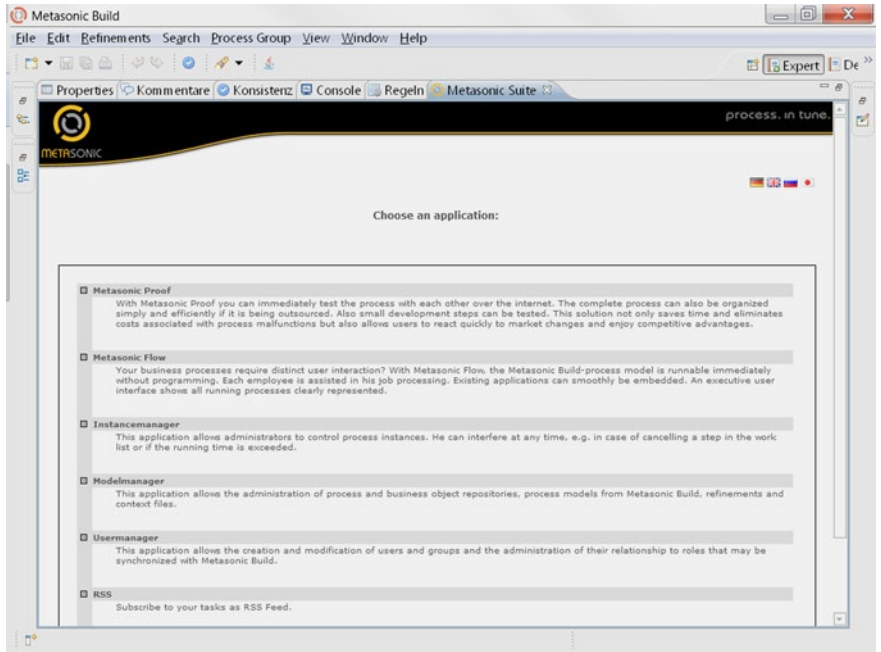 Metasonic Build
File Edit Refinements Search Process Group View Window Help
Expert De
Properties Kommentare Konsistenz Console Regeln Metasonic Suite
process. in tune.
METASONIC
Choose an application:
Metasonic Proof
With Metasonic Proof you can immediately test the process with each other over the internet. The complete process can also be organized
simply and efficiently if it is being outsourced. Also small development steps can be tested. This solution not only saves time and eliminates
costs associated with process malfunctions but also allows users to react quickly to market changes and enjoy competitive advantages.
Metasonic Flow
Your business processes require distinct user interaction? With Metasonic Flow, the Metasonic Build-process model is runnable immediately
without programming. Each employee is assisted in his job processing. Existing applications can smoothly be embedded. An executive user
interface shows all running processes clearly represented.
Instancemanager
This application allows administrators to control process instances. He can interfere at any time, e.g. in case of cancelling a step in the work
list or if the running time is exceeded.
Modelmanager
This application allows the administration of process and business object repositories, process models from Metasonic Build, refinements and
context files.
Usermanager
This application allows the creation and modification of users and groups and the administration of their relationship to roles that may be
synchronized with Metasonic Build.
RSS
Subscribe to your tasks as RSS Feed.